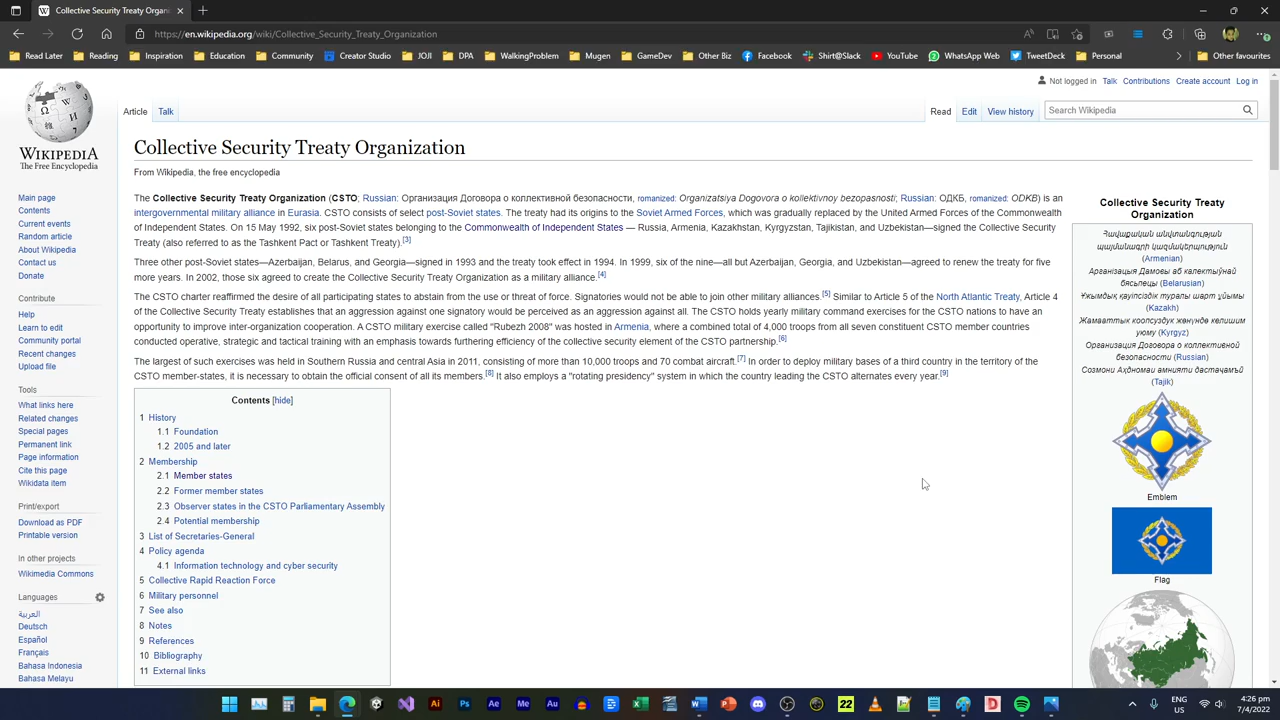 Wikipedia Collective Security Treaty Organi
https://en.wikipedia.org/wiki/Collective_Security_Treaty_Organization
Read Later
Reading
Inspiration
Education
Community
Creator Studio
JOJI
DPA
WalkingProblem
Mugen
GameDev
Other Biz
Facebook
Shirt@Slack
YouTube
WhatsApp Web
TweetDeck
Personal
Other favourites
Not logged in
Talk
Contributions
Create account
Log in
Article
Talk
Read
Edit
View history
Search Wikipedia
WIKIPEDIA
The Free Encyclopedia
Main page
Contents
Current events
Random article
About Wikipedia
Contact us
Donate
Contribute
Help
Learn to edit
Community portal
Recent changes
Upload file
Tools
What links here
Related changes
Special pages
Permanent link
Page information
Cite this page
Wikidata item
Print/export
Download as PDF
Printable version
In other projects
Wikimedia Commons
Languages
العربية
Deutsch
Español
Français
Bahasa Indonesia
Bahasa Melayu
Collective Security Treaty Organization
From Wikipedia, the free encyclopedia
The Collective Security Treaty Organization (CSTO; Russian: Организация Договора о коллективной безопасности, romanized: Organizatsiya Dogovora o kollektivnoy bezopasnosti; Russian: ОДКБ, romanized: ODKB) is an
intergovernmental military alliance in Eurasia. CSTO consists of select post-Soviet states. The treaty had its origins to the Soviet Armed Forces, which was gradually replaced by the United Armed Forces of the Commonwealth
of Independent States. On 15 May 1992, six post-Soviet states belonging to the Commonwealth of Independent States — Russia, Armenia, Kazakhstan, Kyrgyzstan, Tajikistan, and Uzbekistan—signed the Collective Security
Treaty (also referred to as the Tashkent Pact or Tashkent Treaty).[3]
Three other post-Soviet states—Azerbaijan, Belarus, and Georgia—signed in 1993 and the treaty took effect in 1994. In 1999, six of the nine—all but Azerbaijan, Georgia, and Uzbekistan—agreed to renew the treaty for five
more years. In 2002, those six agreed to create the Collective Security Treaty Organization as a military alliance.[4]
The CSTO charter reaffirmed the desire of all participating states to abstain from the use or threat of force. Signatories would not be able to join other military alliances.[5] Similar to Article 5 of the North Atlantic Treaty, Article 4
of the Collective Security Treaty establishes that an aggression against one signatory would be perceived as an aggression against all. The CSTO holds yearly military command exercises for the CSTO nations to have an
opportunity to improve inter-organization cooperation. A CSTO military exercise called "Rubezh 2008" was hosted in Armenia, where a combined total of 4,000 troops from all seven constituent CSTO member countries
conducted operative, strategic and tactical training with an emphasis towards furthering efficiency of the collective security element of the CSTO partnership.[6]
The largest of such exercises was held in Southern Russia and central Asia in 2011, consisting of more than 10,000 troops and 70 combat aircraft.[7] In order to deploy military bases of a third country in the territory of the
CSTO member-states, it is necessary to obtain the official consent of all its members.[8] It also employs a "rotating presidency" system in which the country leading the CSTO alternates every year.[9]
Contents [hide]
1 History
1.1 Foundation
1.2 2005 and later
2 Membership
2.1 Member states
2.2 Former member states
2.3 Observer states in the CSTO Parliamentary Assembly
2.4 Potential membership
3 List of Secretaries-General
4 Policy agenda
4.1 Information technology and cyber security
5 Collective Rapid Reaction Force
6 Military personnel
7 See also
8 Notes
9 References
10 Bibliography
11 External links
Collective Security Treaty
Organization
Հավաքական անվտանգության
պայմանագրի կազմակերպություն
(Armenian)
Арганізацыя Дамовы аб калектыўнай
бяспецы (Belarusian)
Ұжымдық қауіпсіздік туралы шарт ұйымы
(Kazakh)
Жамааттык коопсуздук жөнүндө келишим
уюму (Kyrgyz)
Организация Договора о коллективной
безопасности (Russian)
Созмони Аҳдномаи амнияти дастаҷамъӣ
(Tajik)
Emblem
Flag
22
ENG
US
4:26 pm
7/4/2022